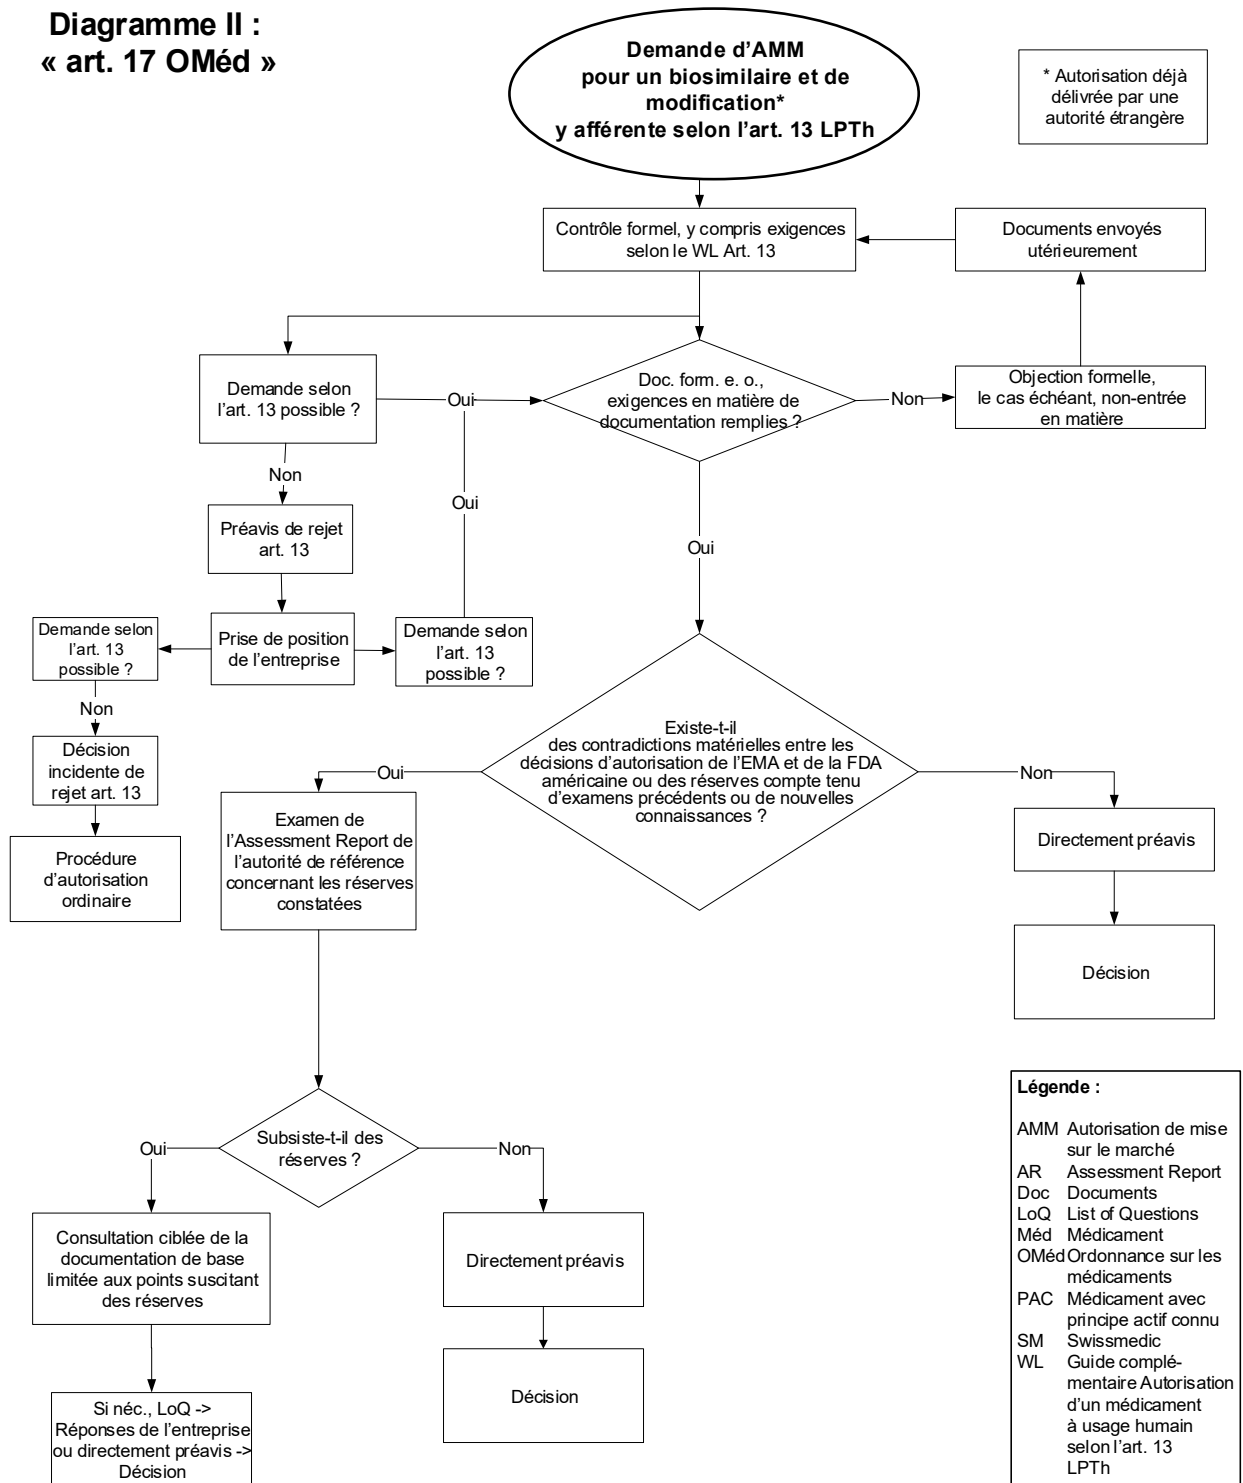 Diagramme II :
« art. 17 OMéd »
Demande d’AMM
pour un biosimilaire et de
modification*
y afférente selon l’art. 13 LPTh
* Autorisation déjà
délivrée par une
autorité étrangère
Contrôle formel, y compris exigences
selon le WL Art. 13
Documents envoyés
utérieurement
Demande selon
l’art. 13 possible ?
Oui
Doc. form. e. o.,
exigences en matière de
documentation remplies ?
Non
Objection formelle,
le cas échéant, non-entrée
en matière
Non
Oui
Préavis de rejet
art. 13
Oui
Demande selon
l’art. 13
possible ?
Prise de position
de l’entreprise
Demande selon
l’art. 13
possible ?
Non
Décision
incidente de
rejet art. 13
Procédure
d’autorisation
ordinaire
Existe-t-il
des contradictions matérielles entre les
décisions d’autorisation de l’EMA et de la FDA
américaine ou des réserves compte tenu
d’examens précédents ou de nouvelles
connaissances ?
Oui
Non
Examen de
l’Assessment Report de
l’autorité de référence
concernant les réserves
constatées
Directement préavis
Décision
Subsiste-t-il des
réserves ?
Oui
Non
Consultation ciblée de la
documentation de base
limitée aux points suscitant
des réserves
Directement préavis
Si néc., LoQ ->
Réponses de l’entreprise
ou directement préavis ->
Décision
Décision
Légende :
AMM Autorisation de mise
sur le marché
AR Assessment Report
Doc Documents
LoQ List of Questions
Méd Médicament
OMéd Ordonnance sur les
médicaments
PAC Médicament avec
principe actif connu
SM Swissmedic
WL Guide complé-
mentaire Autorisation
d’un médicament
à usage humain
selon l’art. 13
LPTh